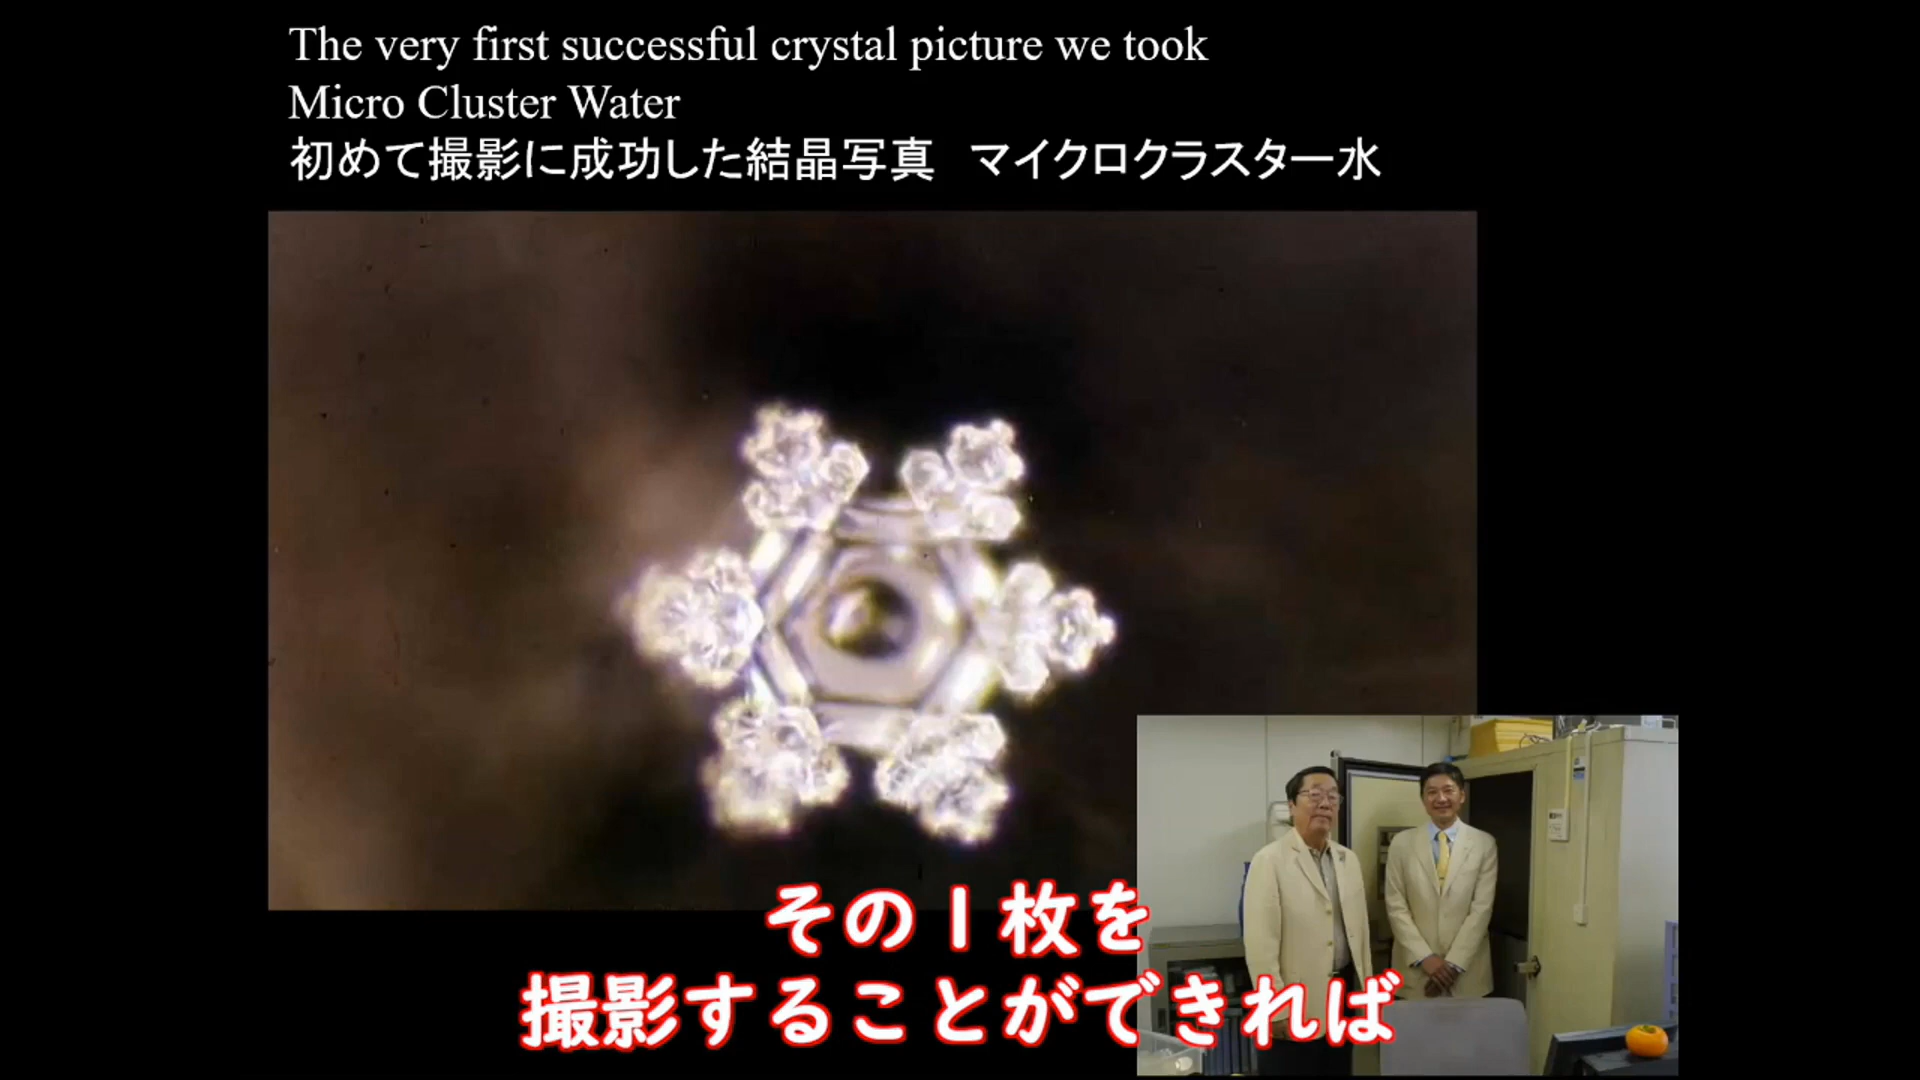 The very first successful crystal picture we took
Micro Cluster Water
初めて撮影に成功した結晶写真　マイクロクラスター水
その1枚を
撮影することができれば